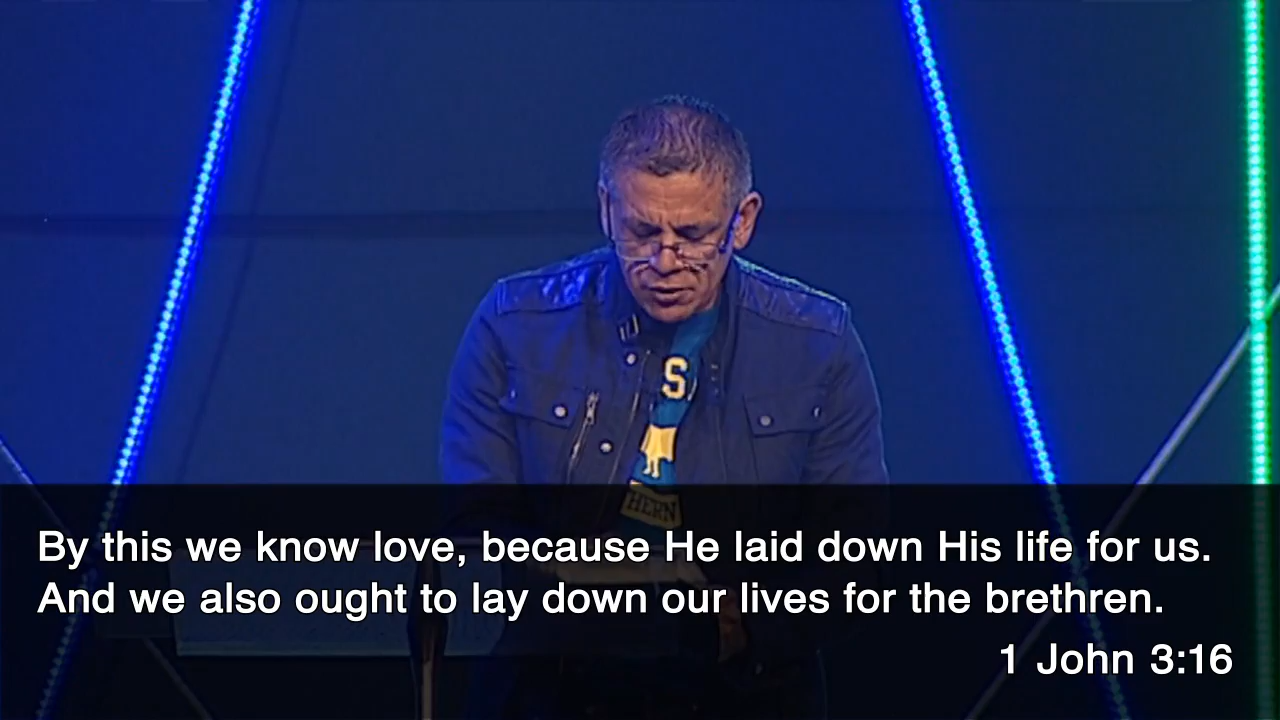 S
HERN
By this we know love, because He laid down His life for us.
And we also ought to lay down our lives for the brethren.
1 John 3:16